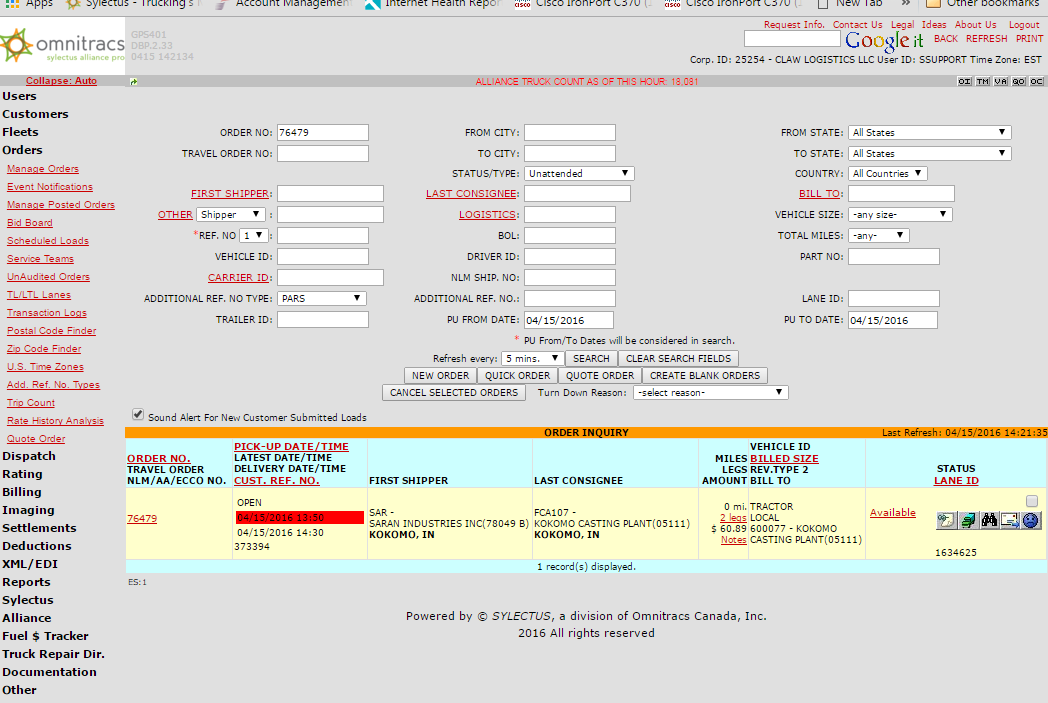 Apps Sylectus - Trucking's Account Management Internet Health Repor Cisco IronPort C370 ( Cisco IronPort C370 ( New Tab » Other bookmarks
Request Info. Contact Us Legal Ideas About Us Logout
omnitracs
sylectus alliance pro
GPS401
DBP.2.33
0415 142134
Google it BACK REFRESH PRINT
Corp. ID: 25254 - CLAW LOGISTICS LLC User ID: SSUPPORT Time Zone: EST
Collapse: Auto
ALLIANCE TRUCK COUNT AS OF THIS HOUR: 18,031
OI TM VA QO OC
Users
Customers
Fleets
Orders
Manage Orders
Event Notifications
Manage Posted Orders
Bid Board
Scheduled Loads
Service Teams
UnAudited Orders
TL/LTL Lanes
Transaction Logs
Postal Code Finder
Zip Code Finder
U.S. Time Zones
Add. Ref. No. Types
Trip Count
Rate History Analysis
Quote Order
Dispatch
Rating
Billing
Imaging
Settlements
Deductions
XML/EDI
Reports
Sylectus
Alliance
Fuel $ Tracker
Truck Repair Dir.
Documentation
Other
ORDER NO: 76479 FROM CITY: FROM STATE: All States
TRAVEL ORDER NO: TO CITY: TO STATE: All States
STATUS/TYPE: Unattended COUNTRY: All Countries
FIRST SHIPPER: LAST CONSIGNEE: BILL TO:
OTHER Shipper : LOGISTICS: VEHICLE SIZE: -any size-
*REF. NO 1 : BOL: TOTAL MILES: -any-
VEHICLE ID: DRIVER ID: PART NO:
CARRIER ID: NLM SHIP. NO:
ADDITIONAL REF. NO TYPE: PARS ADDITIONAL REF. NO.: LANE ID:
TRAILER ID: PU FROM DATE: 04/15/2016 PU TO DATE: 04/15/2016
* PU From/To Dates will be considered in search.
Refresh every: 5 mins. SEARCH CLEAR SEARCH FIELDS
NEW ORDER QUICK ORDER QUOTE ORDER CREATE BLANK ORDERS
CANCEL SELECTED ORDERS Turn Down Reason: -select reason-
Sound Alert For New Customer Submitted Loads
ORDER INQUIRY Last Refresh: 04/15/2016 14:21:35
ORDER NO.
TRAVEL ORDER
NLM/AA/ECCO NO.
PICK-UP DATE/TIME
LATEST DATE/TIME
DELIVERY DATE/TIME
CUST. REF. NO.
FIRST SHIPPER
LAST CONSIGNEE
MILES
LEGS
AMOUNT
VEHICLE ID
BILLED SIZE
REV.TYPE 2
BILL TO
STATUS
LANE ID
76479
OPEN
04/15/2016 13:50
04/15/2016 14:30
373394
SAR -
SARAN INDUSTRIES INC(78049 B)
KOKOMO, IN
FCA107 -
KOKOMO CASTING PLANT(05111)
KOKOMO, IN
0 mi.
2 legs
$ 60.89
Notes
TRACTOR
LOCAL
600077 - KOKOMO
CASTING PLANT(05111)
Available
1634625
1 record(s) displayed.
ES:1
Powered by © SYLECTUS, a division of Omnitracs Canada, Inc.
2016 All rights reserved